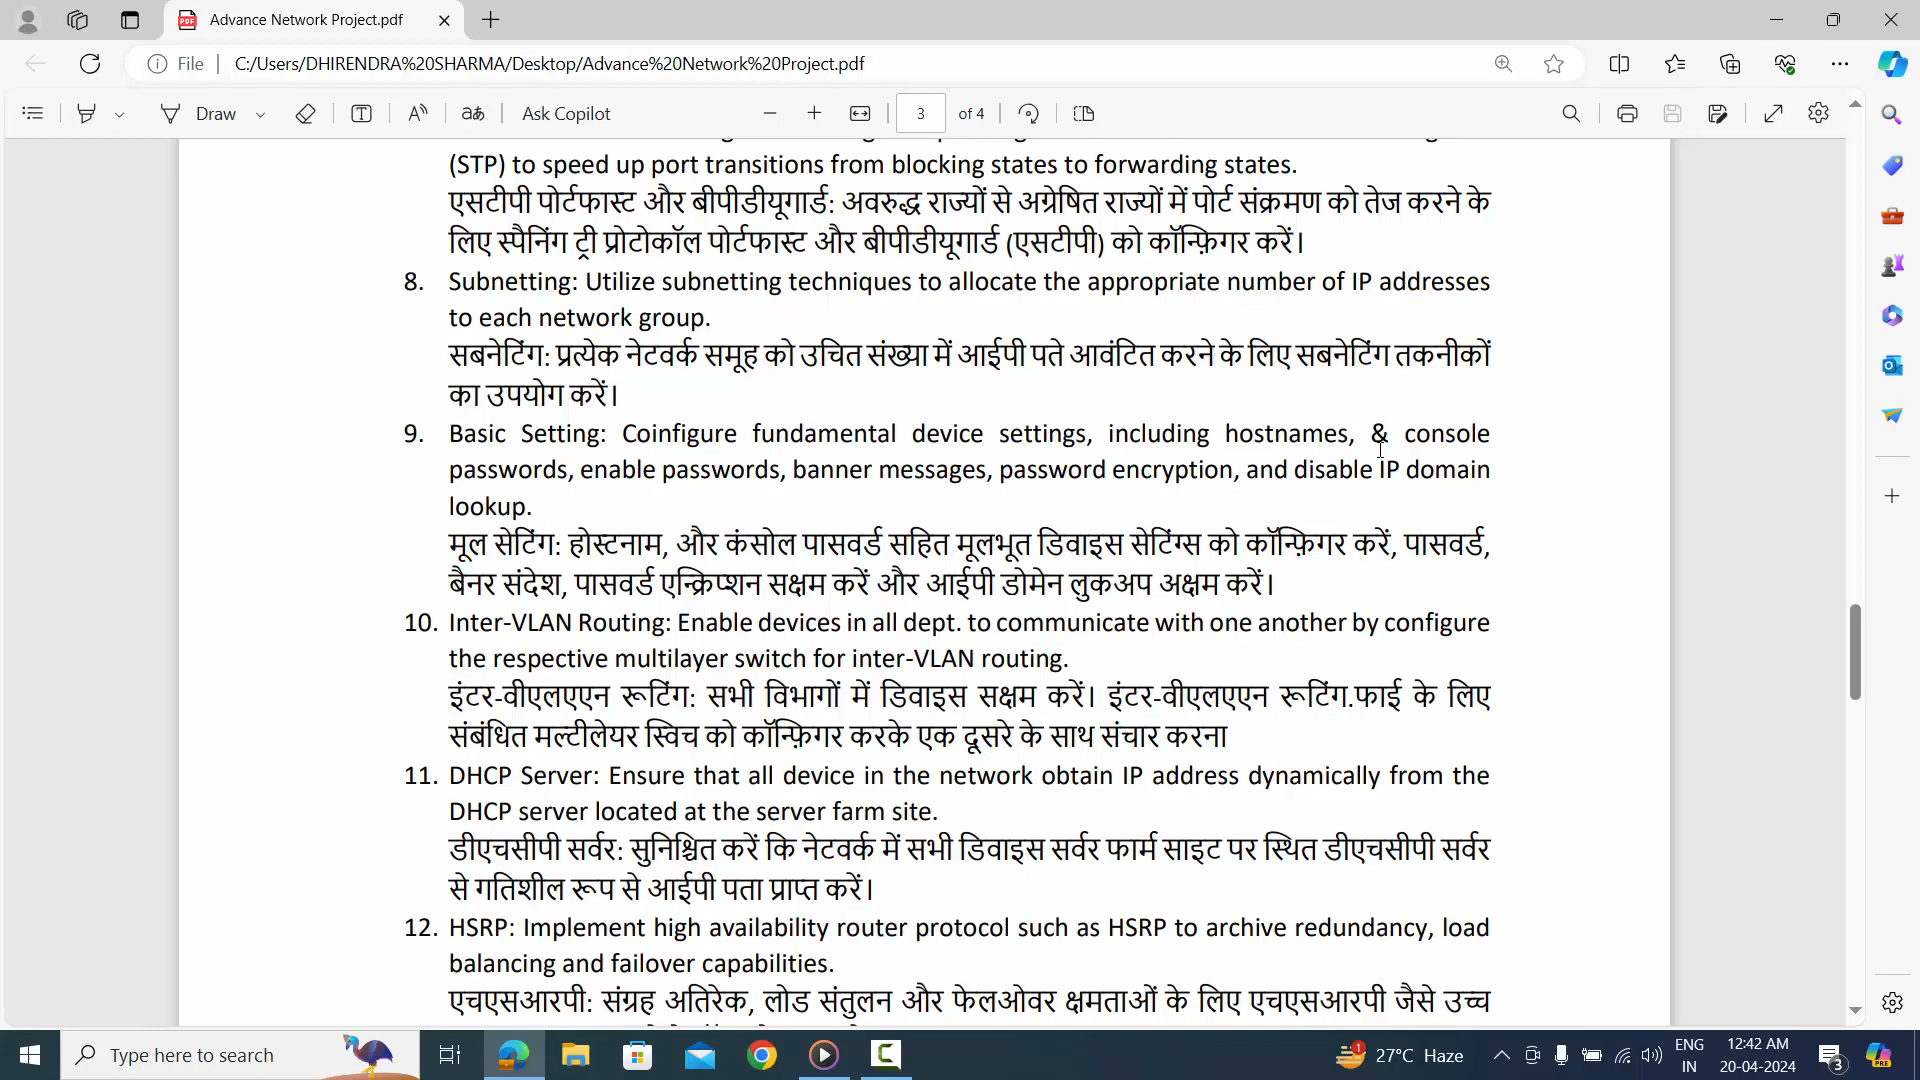 Advance Network Project.pdf
File
C:/Users/DHIRENDRA%20SHARMA/Desktop/Advance%20Network%20Project.pdf
Draw
T
A
aあ
Ask Copilot
3
of 4
(STP) to speed up port transitions from blocking states to forwarding states.
एसटीपी पोर्टफास्ट और बीपीडीयूगार्ड: अवरुद्ध राज्यों से अग्रेषित राज्यों में पोर्ट संक्रमण को तेज करने के
लिए स्पैनिंग ट्री प्रोटोकॉल पोर्टफास्ट और बीपीडीयूगार्ड (एसटीपी) को कॉन्फ़िगर करें।
8. Subnetting: Utilize subnetting techniques to allocate the appropriate number of IP addresses
to each network group.
सबनेटिंग: प्रत्येक नेटवर्क समूह को उचित संख्या में आईपी पते आवंटित करने के लिए सबनेटिंग तकनीकों
का उपयोग करें।
9. Basic Setting: Coinfigure fundamental device settings, including hostnames, & console
passwords, enable passwords, banner messages, password encryption, and disable IP domain
lookup.
मूल सेटिंग: होस्टनाम, और कंसोल पासवर्ड सहित मूलभूत डिवाइस सेटिंग्स को कॉन्फ़िगर करें, पासवर्ड,
बैनर संदेश, पासवर्ड एन्क्रिप्शन सक्षम करें और आईपी डोमेन लुकअप अक्षम करें।
10. Inter-VLAN Routing: Enable devices in all dept. to communicate with one another by configure
the respective multilayer switch for inter-VLAN routing.
इंटर-वीएलएएन रूटिंग: सभी विभागों में डिवाइस सक्षम करें। इंटर-वीएलएएन रूटिंग.फाई के लिए
संबंधित मल्टीलेयर स्विच को कॉन्फ़िगर करके एक दूसरे के साथ संचार करना
11. DHCP Server: Ensure that all device in the network obtain IP address dynamically from the
DHCP server located at the server farm site.
डीएचसीपी सर्वर: सुनिश्चित करें कि नेटवर्क में सभी डिवाइस सर्वर फार्म साइट पर स्थित डीएचसीपी सर्वर
से गतिशील रूप से आईपी पता प्राप्त करें।
12. HSRP: Implement high availability router protocol such as HSRP to archive redundancy, load
balancing and failover capabilities.
एचएसआरपी: संग्रह अतिरेक, लोड संतुलन और फेलओवर क्षमताओं के लिए एचएसआरपी जैसे उच्च
Type here to search
27°C Haze
ENG
IN
12:42 AM
20-04-2024
3